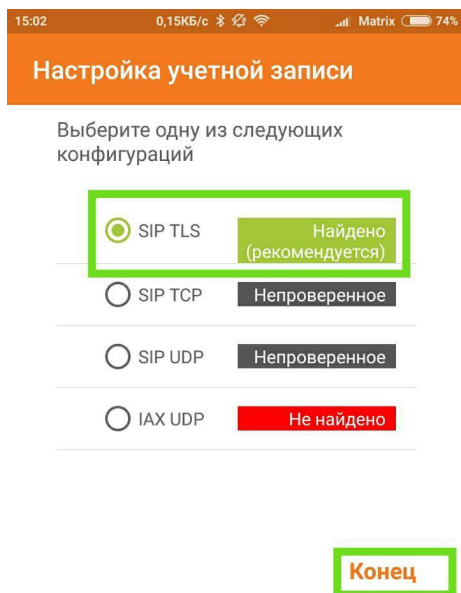 15:02 0,15КБ/с Matrix 74%
Настройка учетной записи
Выберите одну из следующих
конфигураций
SIP TLS Найдено
(рекомендуется)
SIP TCP Непроверенное
SIP UDP Непроверенное
IAX UDP Не найдено
Конец